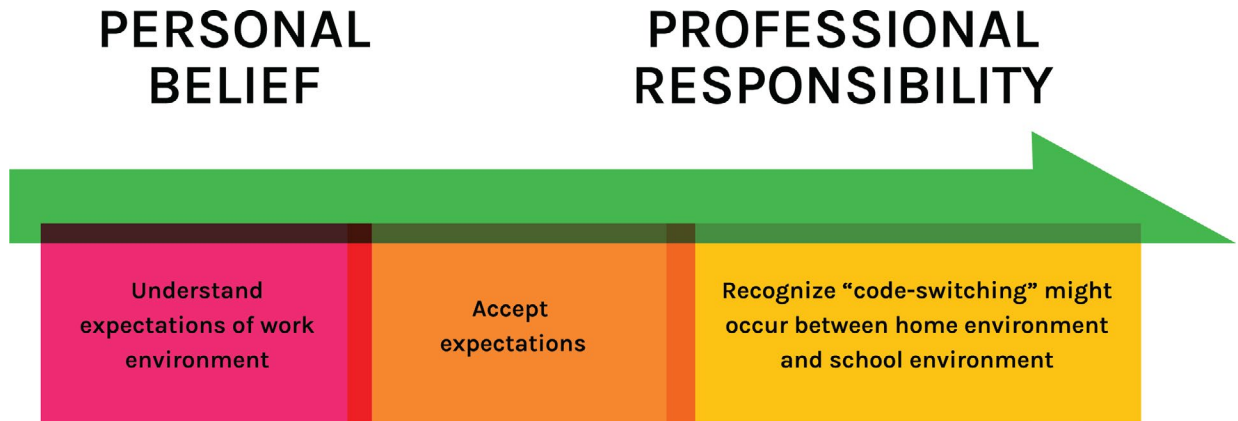 PERSONAL
BELIEF
PROFESSIONAL
RESPONSIBILITY
Understand
expectations of work
environment
Accept
expectations
Recognize “code-switching” might
occur between home environment
and school environment